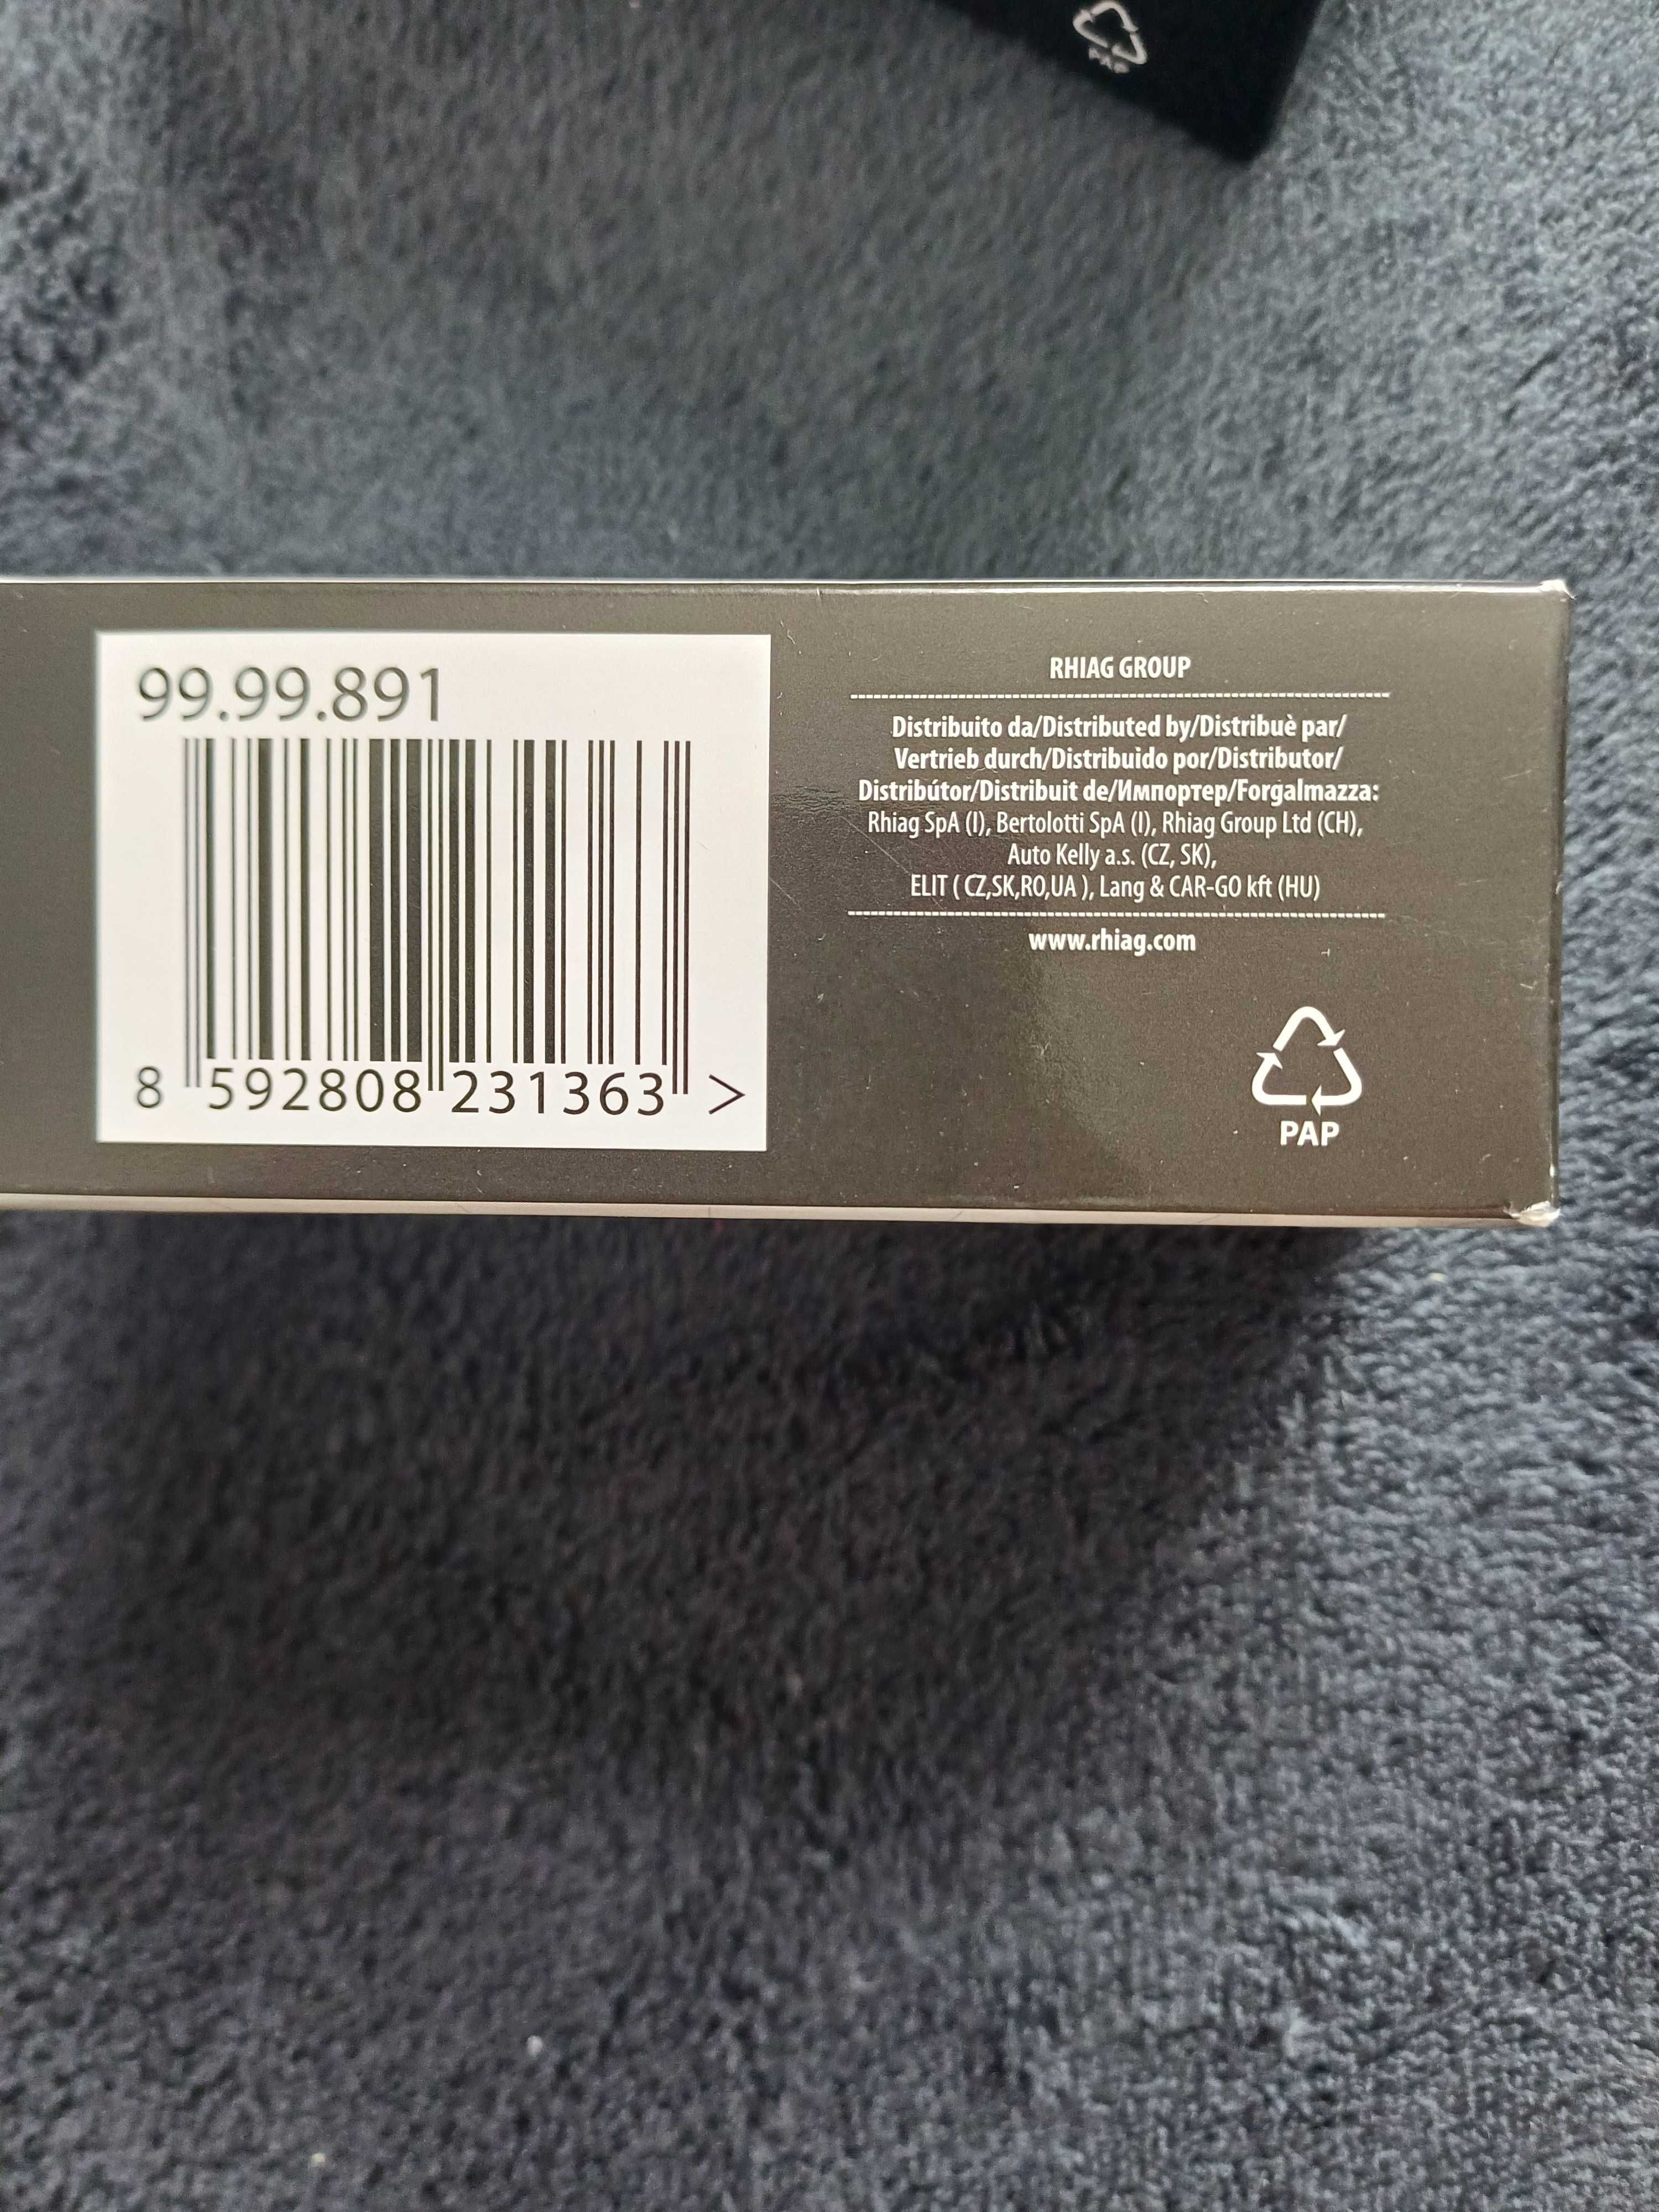 PAP
99.99.891
8 592808 231363 >
RHIAG GROUP
Distribuito da/Distributed by/Distribuè par/
Vertrieb durch/Distribuìdo por/Distributor/
Distribútor/Distribuit de/Импортер/Forgalmazza:
Rhiag SpA (I), Bertolotti SpA (I), Rhiag Group Ltd (CH),
Auto Kelly a.s. (CZ, SK),
ELIT ( CZ,SK,RO,UA ), Lang & CAR-GO kft (HU)
www.rhiag.com
PAP